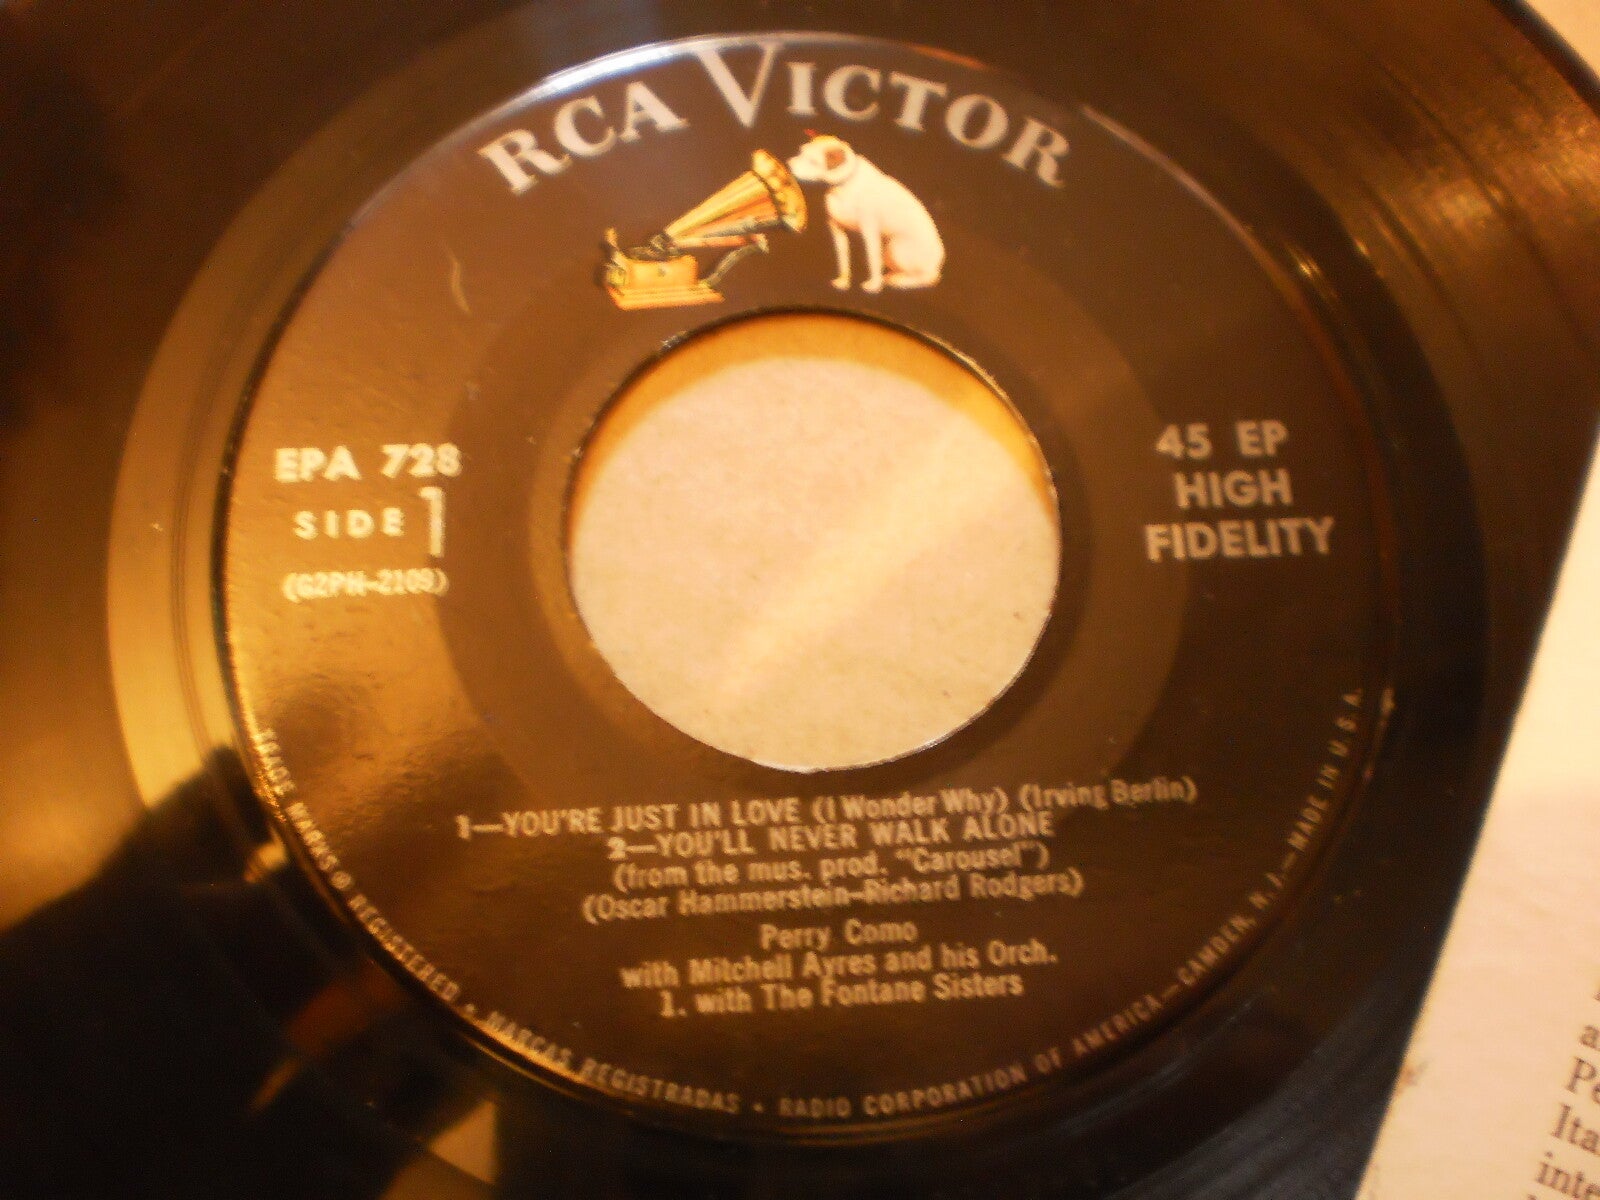 RCA VICTOR
EPA 728
SIDE 1
(G2PH-2109)
45 EP
HIGH
FIDELITY
1—YOU'RE JUST IN LOVE (I Wonder Why) (Irving Berlin)
2—YOU'LL NEVER WALK ALONE
(from the mus. prod. "Carousel")
(Oscar Hammerstein-Richard Rodgers)
Perry Como
with Mitchell Ayres and his Orch.
1. with The Fontane Sisters
TRADE MARKS ® REGISTERED • MARCAS REGISTRADAS • RADIO CORPORATION OF AMERICA—CAMDEN, N. J.—MADE IN U.S.A.